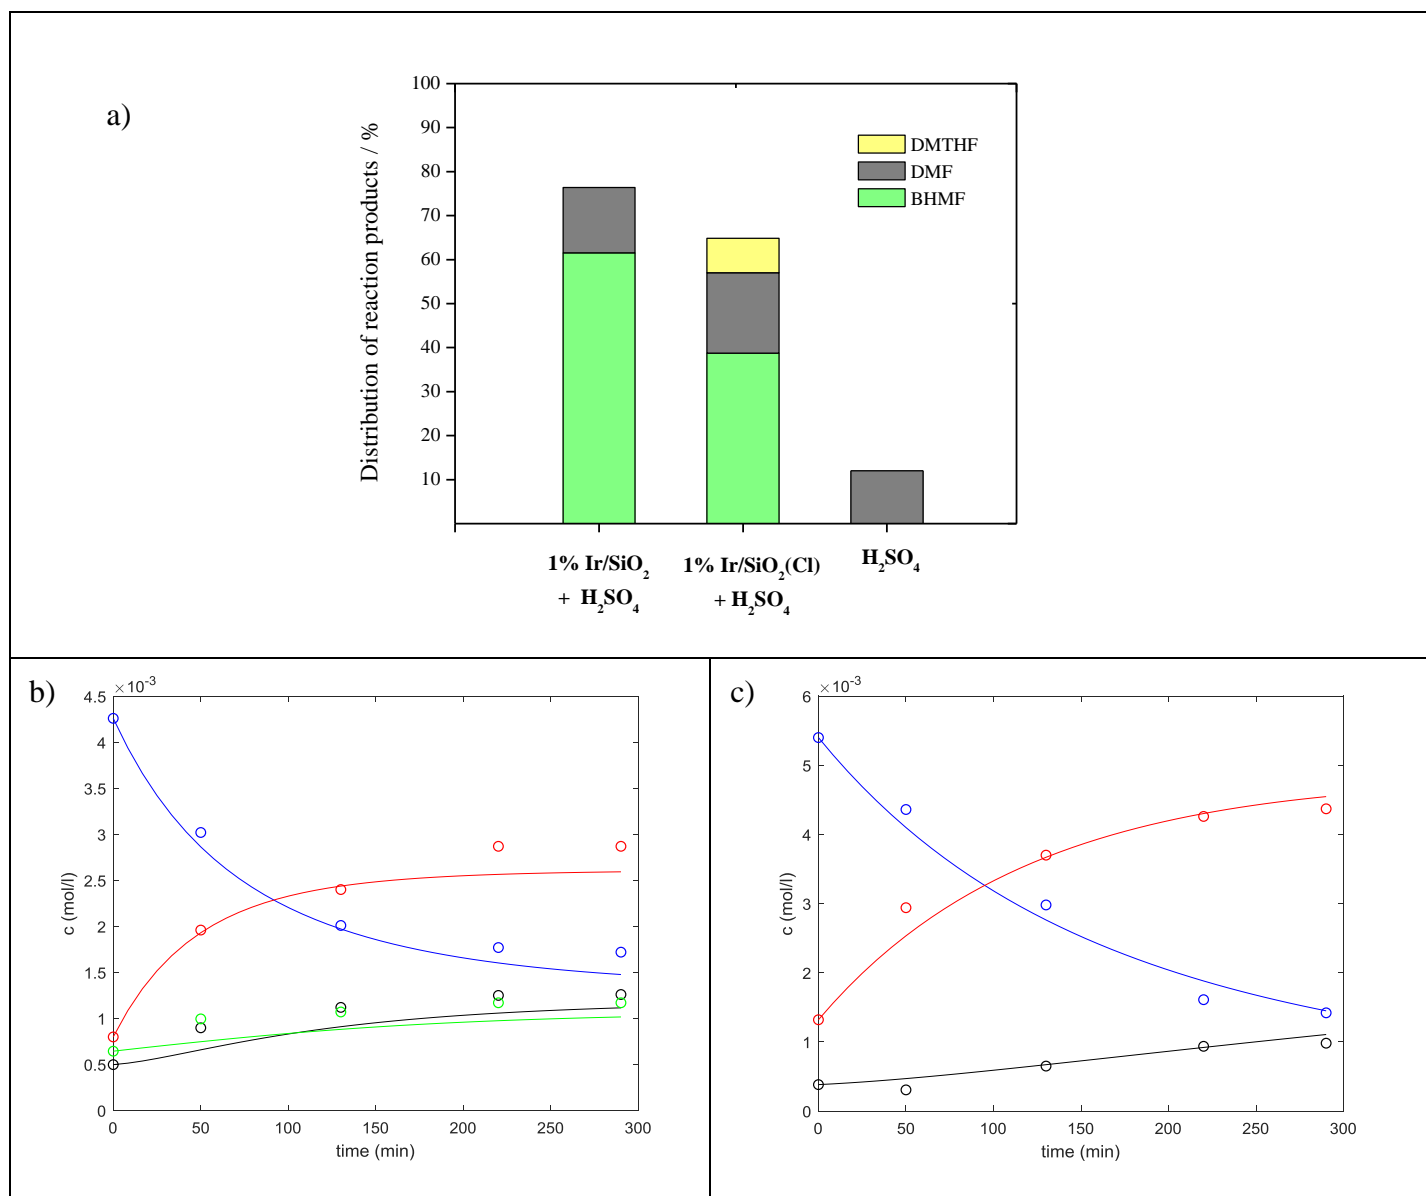 a)
Distribution of reaction products / %
100
90
80
70
60
50
40
30
20
10
DMTHF
DMF
BHMF
1% Ir/SiO₂
+ H₂SO₄
1% Ir/SiO₂(Cl)
+ H₂SO₄
H₂SO₄
b)
×10⁻³
4.5
4
3.5
3
2.5
2
1.5
1
0.5
0
c (mol/l)
0 50 100 150 200 250 300
time (min)
c)
×10⁻³
6
5
4
3
2
1
0
c (mol/l)
0 50 100 150 200 250 300
time (min)